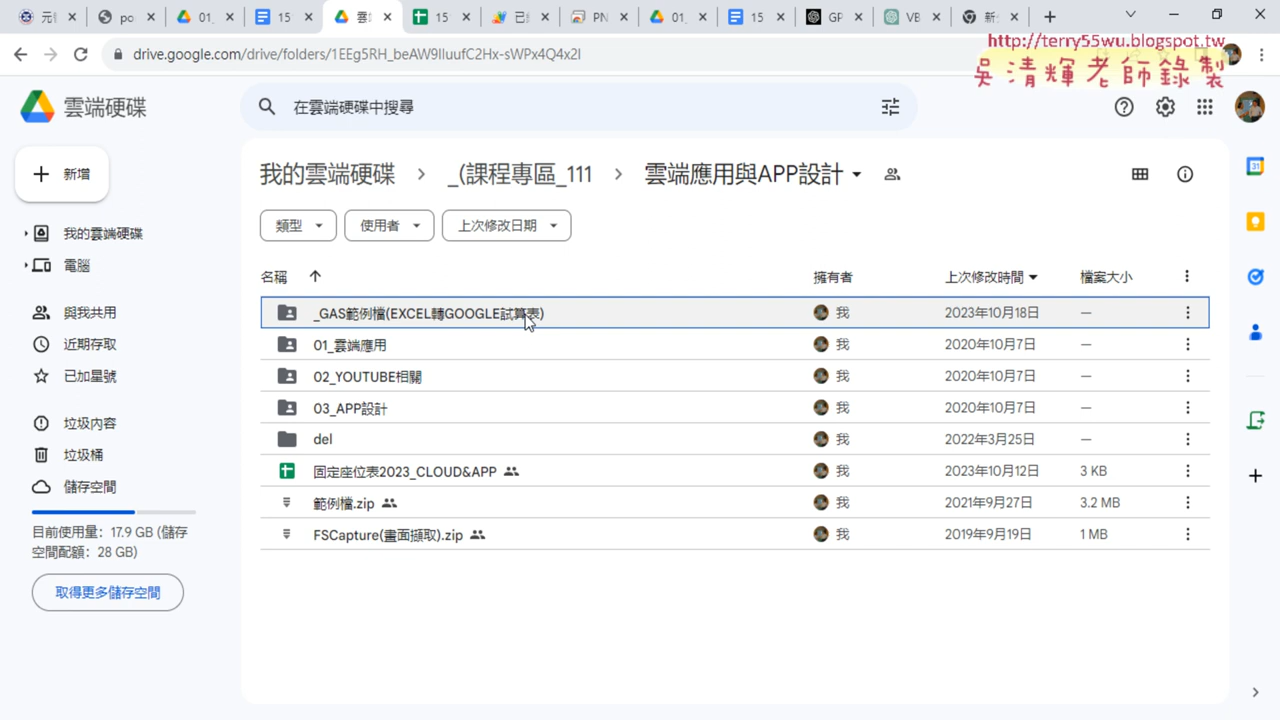 元
po
01_
15
雲
15
已
PN
01_
15
GP
VB
新
drive.google.com/drive/folders/1EEg5RH_beAW9lluufC2Hx-sWPx4Q4x2I
http://terry55wu.blogspot.tw
吳清輝老師錄製
雲端硬碟
在雲端硬碟中搜尋
新增
我的雲端硬碟 > _(課程專區_111 > 雲端應用與APP設計
類型 使用者 上次修改日期
我的雲端硬碟
電腦
與我共用
近期存取
已加星號
垃圾內容
垃圾桶
儲存空間
目前使用量：17.9 GB (儲存
空間配額：28 GB)
取得更多儲存空間
名稱 擁有者 上次修改時間 檔案大小
_GAS範例檔(EXCEL轉GOOGLE試算表) 我 2023年10月18日 —
01_雲端應用 我 2020年10月7日 —
02_YOUTUBE相關 我 2020年10月7日 —
03_APP設計 我 2020年10月7日 —
del 我 2022年3月25日 —
固定座位表2023_CLOUD&APP 我 2023年10月12日 3 KB
範例檔.zip 我 2021年9月27日 3.2 MB
FSCapture(畫面擷取).zip 我 2019年9月19日 1 MB
31